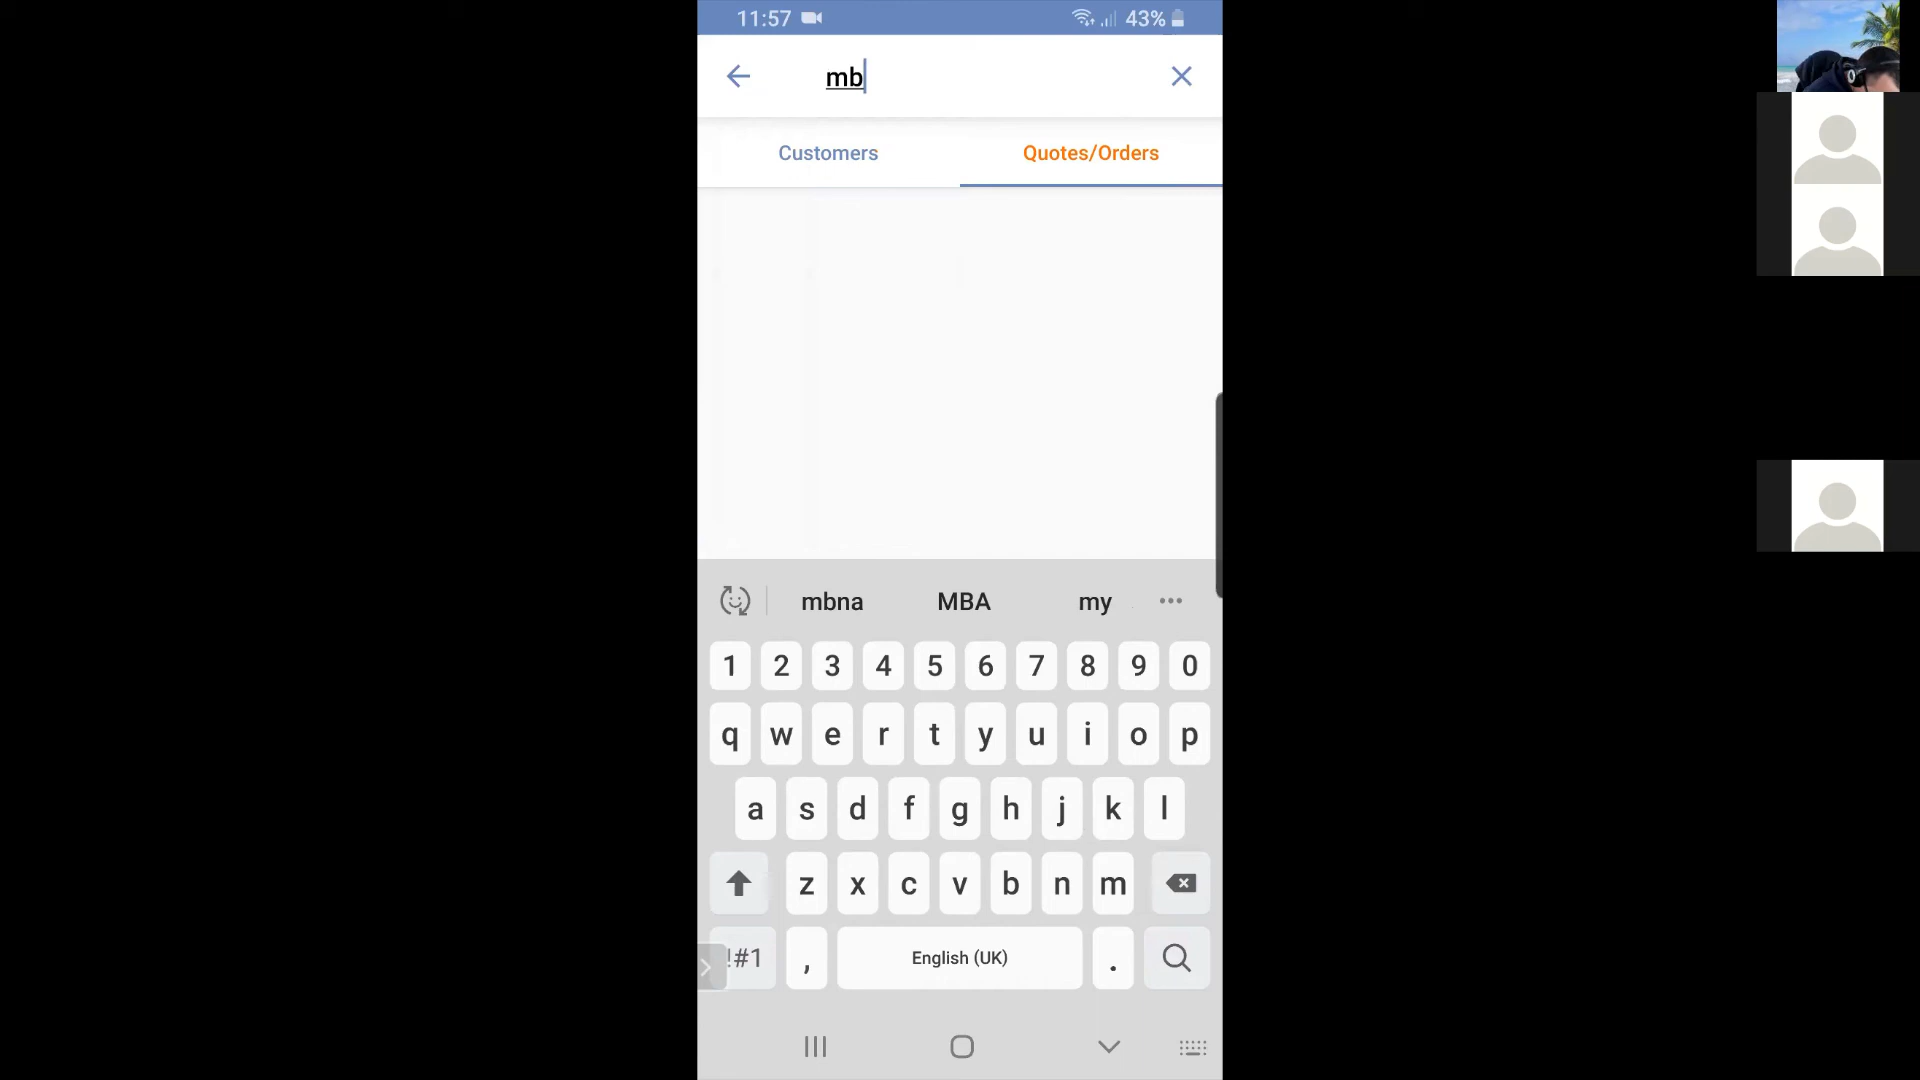 11:57 43%
mb
Customers Quotes/Orders
mbna MBA my
1 2 3 4 5 6 7 8 9 0
q w e r t y u i o p
a s d f g h j k l
z x c v b n m
!#1 , English (UK) .